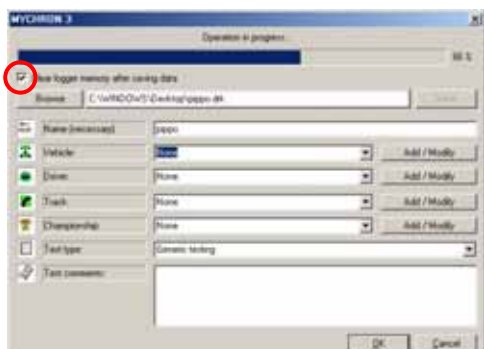 MYCHRON 3
Operation in progress...
logger memory after saving data
Browse C:\WINDOWS\Desktop\pippo.drk
Name (necessary) pippo
Vehicle None Add / Modify
Driver None Add / Modify
Track None Add / Modify
Championship None Add / Modify
Test type Generic testing
Test comments:
OK Cancel